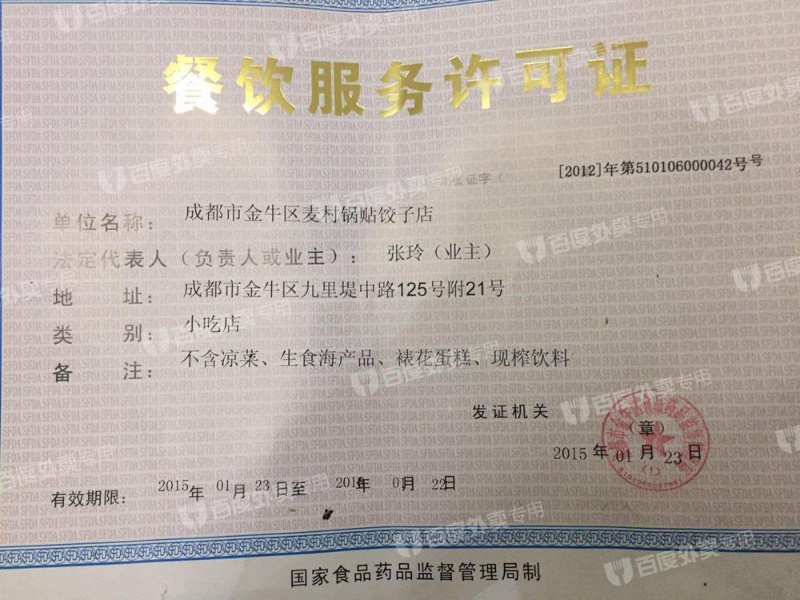 餐饮服务许可证
证字（ [2012]年第510106000042号号
单位名称： 成都市金牛区麦村锅贴饺子店
法定代表人（负责人或业主）： 张玲（业主）
地 址： 成都市金牛区九里堤中路125号附21号
类 别： 小吃店
备 注： 不含凉菜、生食海产品、裱花蛋糕、现榨饮料
发证机关
（章）
2015年01月23日
有效期限： 2015年01月23日至2018年01月22日
国家食品药品监督管理局制
百度外卖专用